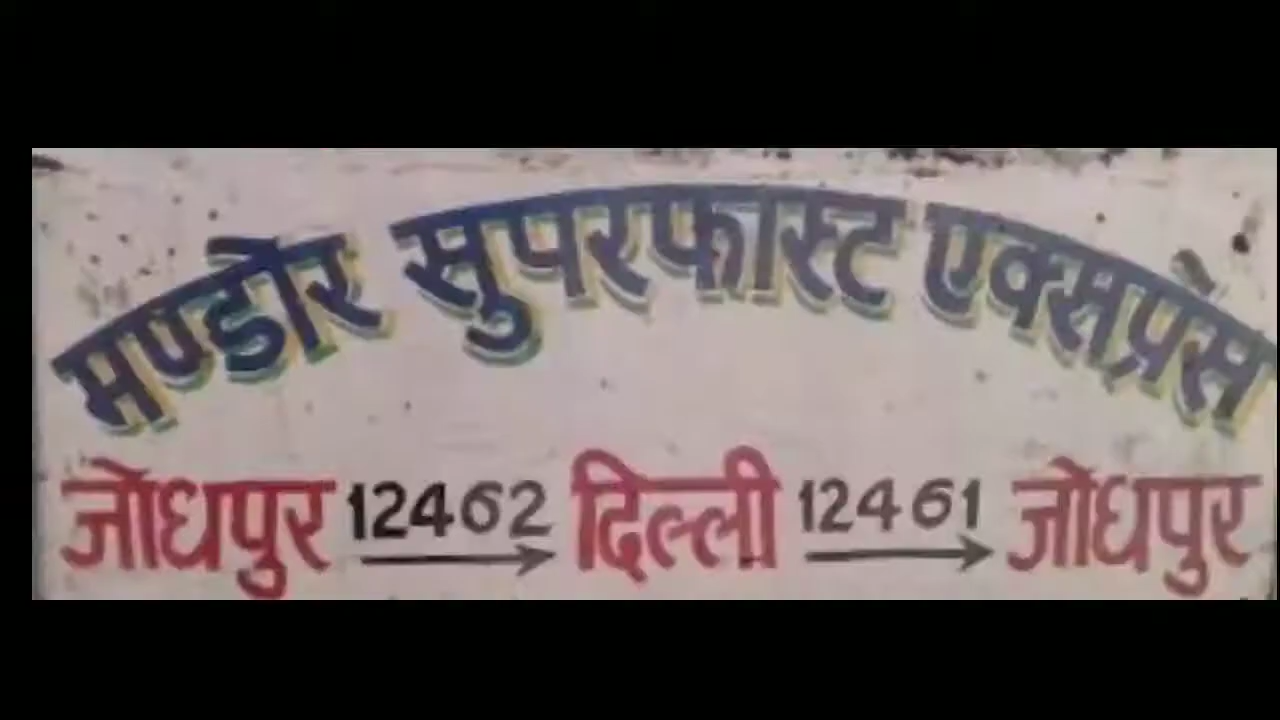 मण्डोर सुपरफास्ट एक्सप्रेस
जोधपुर 12462 दिल्ली 12461 जोधपुर